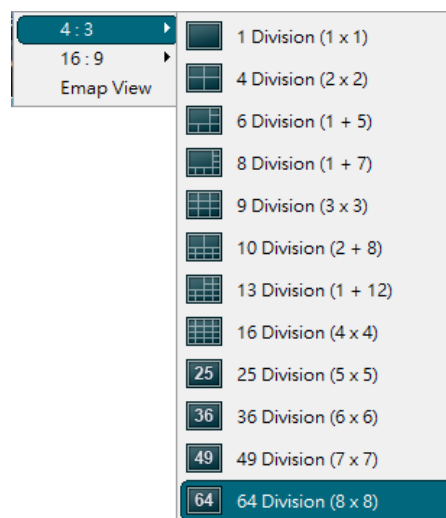 4 : 3
16 : 9
Emap View
1 Division (1 x 1)
4 Division (2 x 2)
6 Division (1 + 5)
8 Division (1 + 7)
9 Division (3 x 3)
10 Division (2 + 8)
13 Division (1 + 12)
16 Division (4 x 4)
25 25 Division (5 x 5)
36 36 Division (6 x 6)
49 49 Division (7 x 7)
64 64 Division (8 x 8)